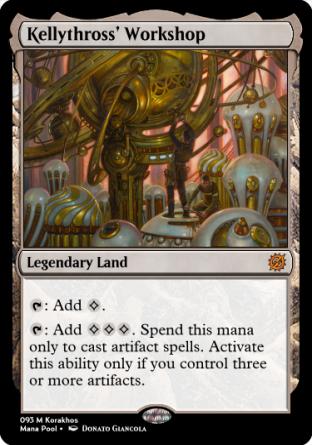 Kellythross' Workshop
Legendary Land
: Add .
: Add . Spend this mana
only to cast artifact spells. Activate
this ability only if you control three
or more artifacts.
093 M Korakhos
Mana Pool • Donato Giancola